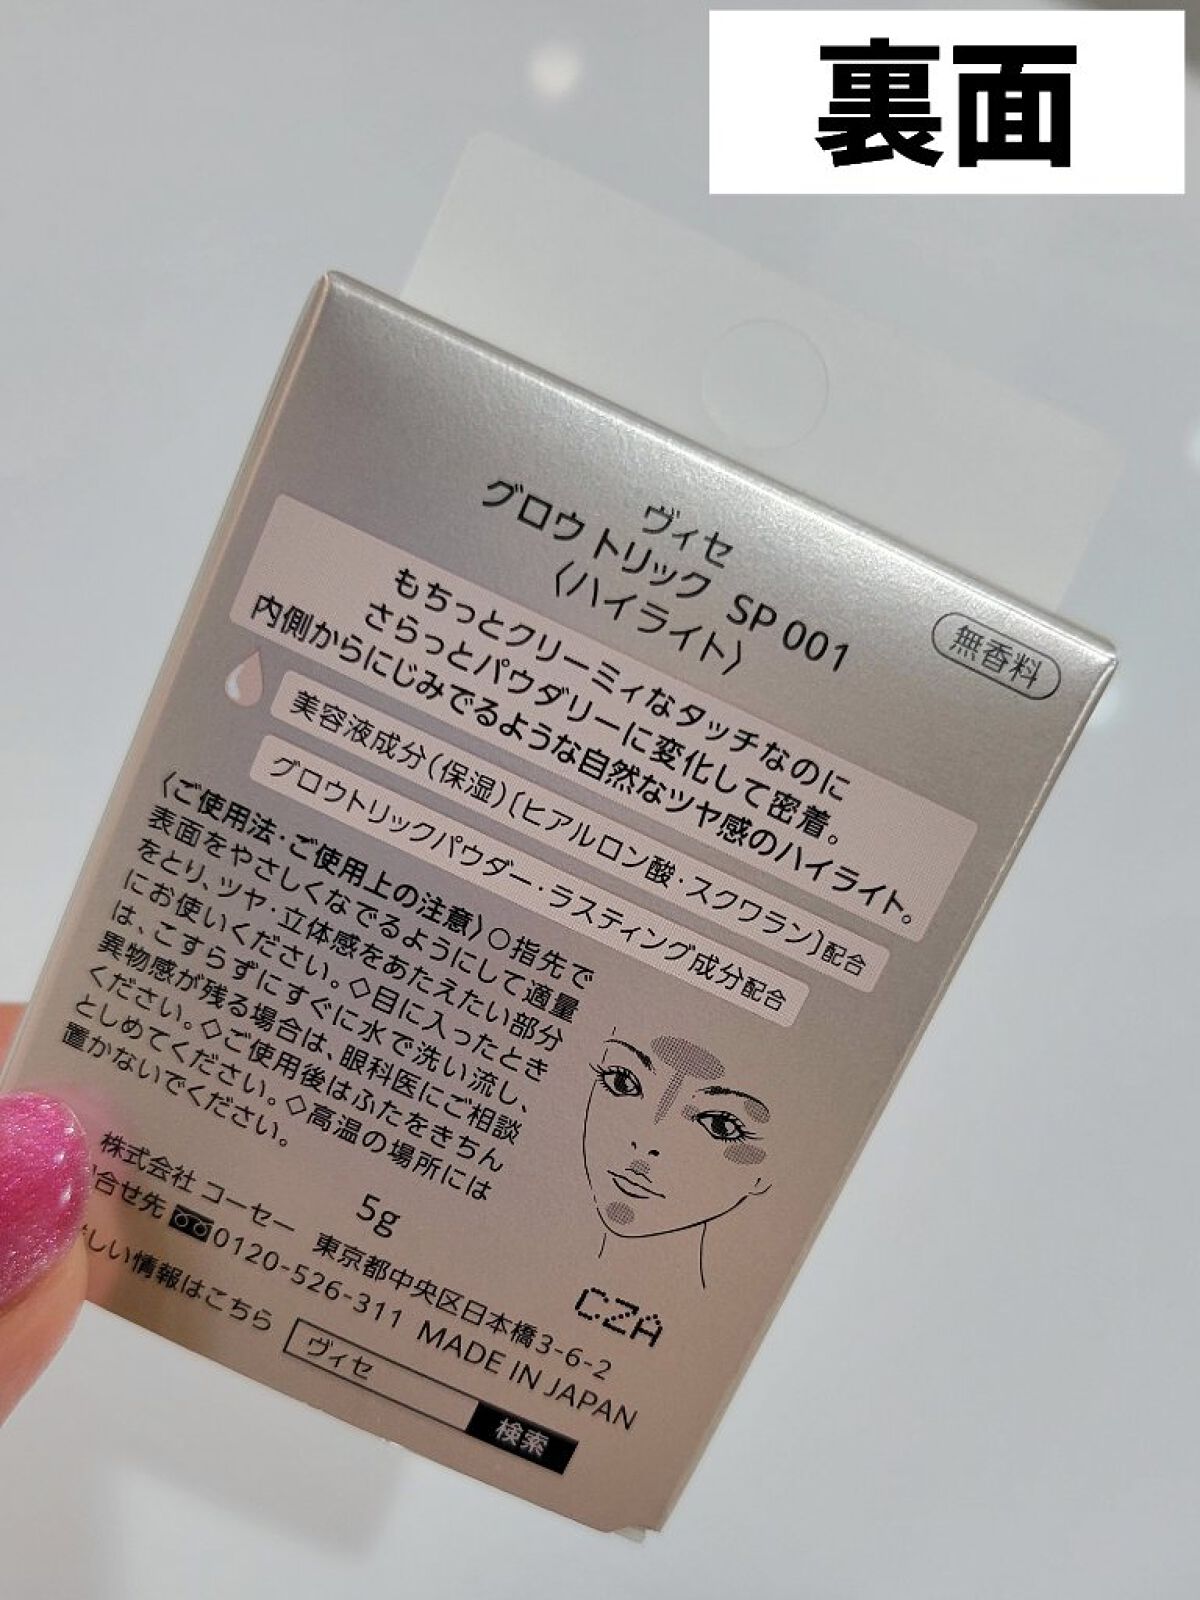 裏面
ヴィセ
グロウ トリック SP 001
〈ハイライト〉
無香料
もちっとクリーミィなタッチなのに
さらっとパウダリーに変化して密着。
内側からにじみでるような自然なツヤ感のハイライト。
美容液成分(保湿)〔ヒアルロン酸・スクワラン〕配合
グロウトリックパウダー・ラスティング成分配合
〈ご使用法・ご使用上の注意〉○指先で
表面をやさしくなでるようにして適量
をとり、ツヤ・立体感をあたえたい部分
にお使いください。◇目に入ったとき
は、こすらずにすぐに水で洗い流し、
異物感が残る場合は、眼科医にご相談
ください。◇ご使用後はふたをきちん
としめてください。◇高温の場所には
置かないでください。
5g
株式会社 コーセー 東京都中央区日本橋3-6-2
合せ先 0120-526-311 MADE IN JAPAN
しい情報はこちら ヴィセ 検索
CZA